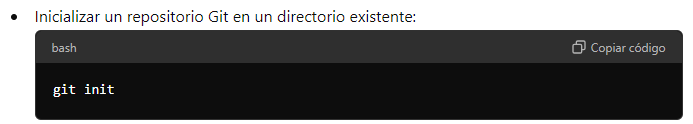 Inicializar un repositorio Git en un directorio existente:
bash Copiar código
git init